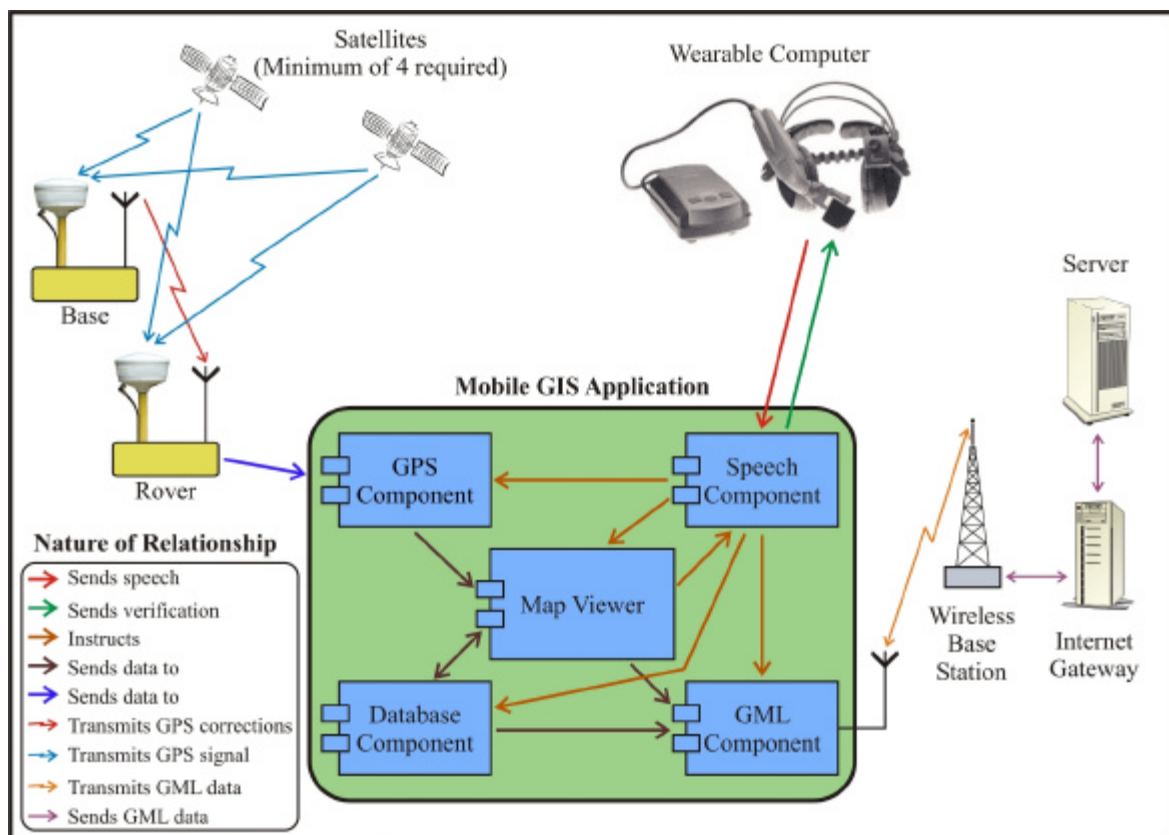 Satellites
(Minimum of 4 required)
Wearable Computer
Base
Server
Rover
Mobile GIS Application
GPS
Component
Speech
Component
Map Viewer
Database
Component
GML
Component
Wireless
Base
Station
Internet
Gateway
Nature of Relationship
Sends speech
Sends verification
Instructs
Sends data to
Sends data to
Transmits GPS corrections
Transmits GPS signal
Transmits GML data
Sends GML data